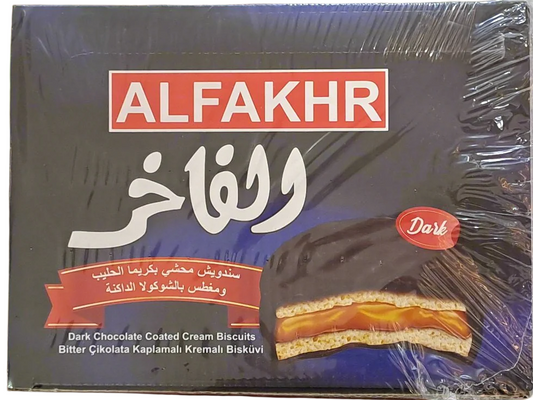 ALFAKHR
الفاخر
Dark
سندويش محشي بكريما الحليب
ومغطس بالشوكولا الداكنة
Dark Chocolate Coated Cream Biscuits
Bitter Çikolata Kaplamalı Kremalı Bisküvi